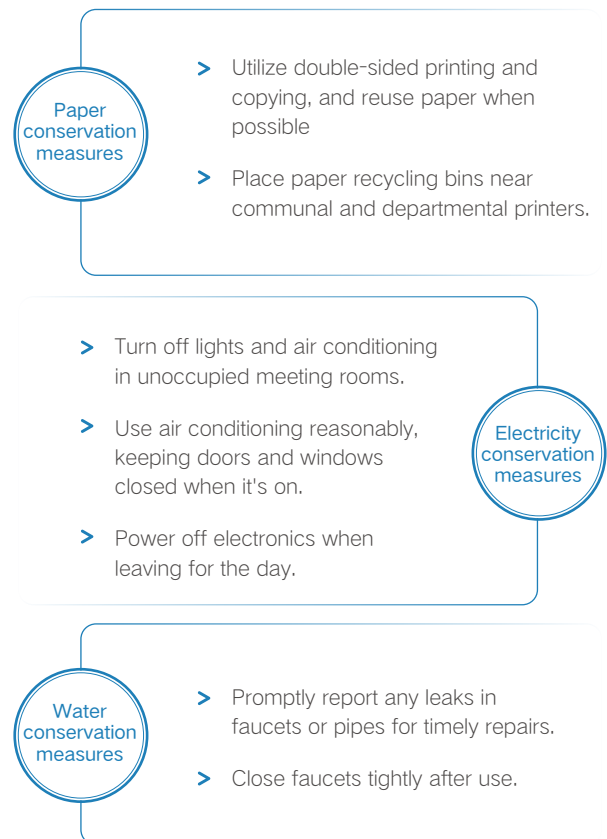 Paper
conservation
measures
> Utilize double-sided printing and
copying, and reuse paper when
possible
> Place paper recycling bins near
communal and departmental printers.
> Turn off lights and air conditioning
in unoccupied meeting rooms.
> Use air conditioning reasonably,
keeping doors and windows
closed when it's on.
> Power off electronics when
leaving for the day.
Electricity
conservation
measures
Water
conservation
measures
> Promptly report any leaks in
faucets or pipes for timely repairs.
> Close faucets tightly after use.